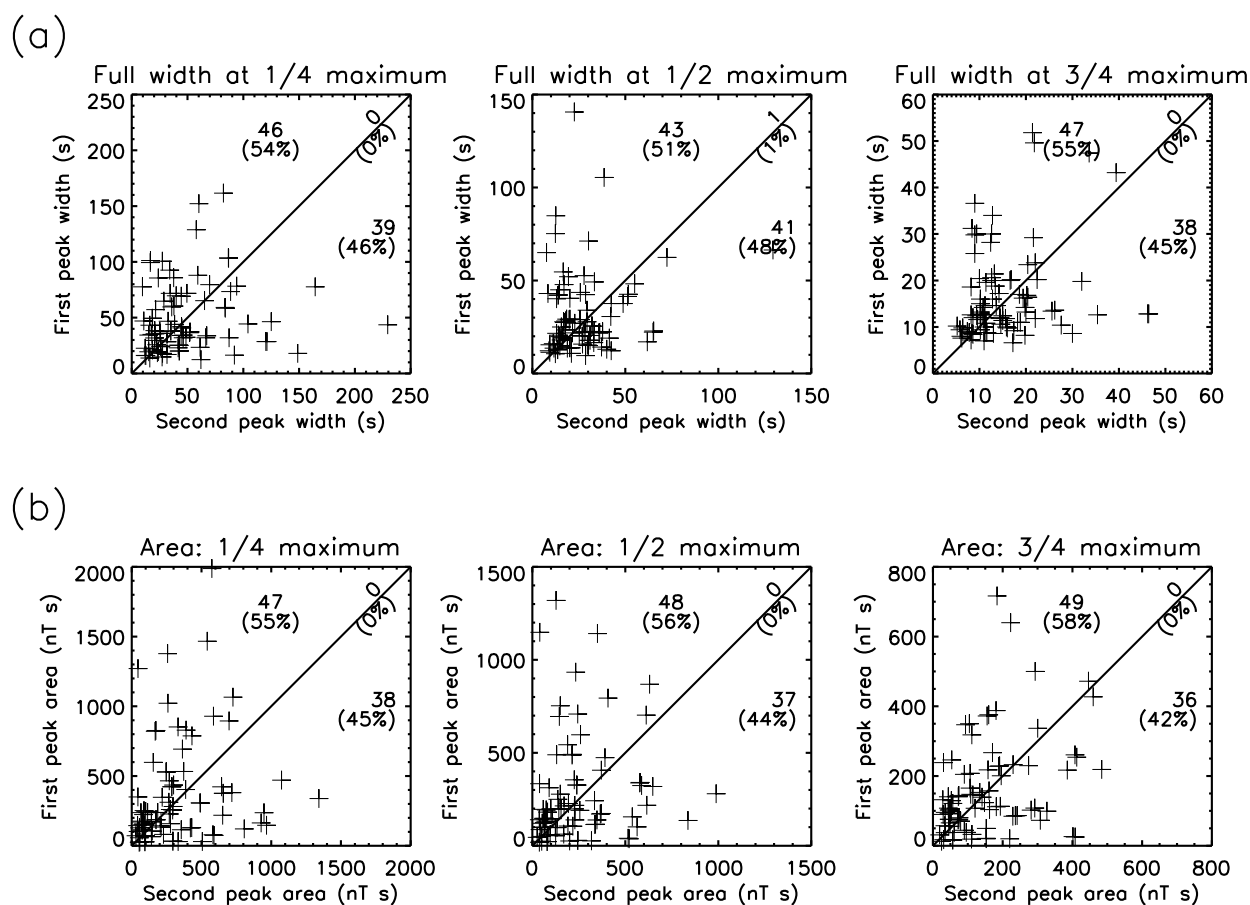 (a)
Full width at 1/4 maximum
First peak width (s)
250
200
150
100
50
0
46
(54%)
0
(0%)
39
(46%)
0 50 100 150 200 250
Second peak width (s)
Full width at 1/2 maximum
First peak width (s)
150
100
50
0
43
(51%)
1
(1%)
41
(48%)
0 50 100 150
Second peak width (s)
Full width at 3/4 maximum
First peak width (s)
60
50
40
30
20
10
0
47
(55%)
0
(0%)
38
(45%)
0 10 20 30 40 50 60
Second peak width (s)
(b)
Area: 1/4 maximum
First peak area (nT s)
2000
1500
1000
500
0
47
(55%)
0
(0%)
38
(45%)
0 500 1000 1500 2000
Second peak area (nT s)
Area: 1/2 maximum
First peak area (nT s)
1500
1000
500
0
48
(56%)
0
(0%)
37
(44%)
0 500 1000 1500
Second peak area (nT s)
Area: 3/4 maximum
First peak area (nT s)
800
600
400
200
0
49
(58%)
0
(0%)
36
(42%)
0 200 400 600 800
Second peak area (nT s)